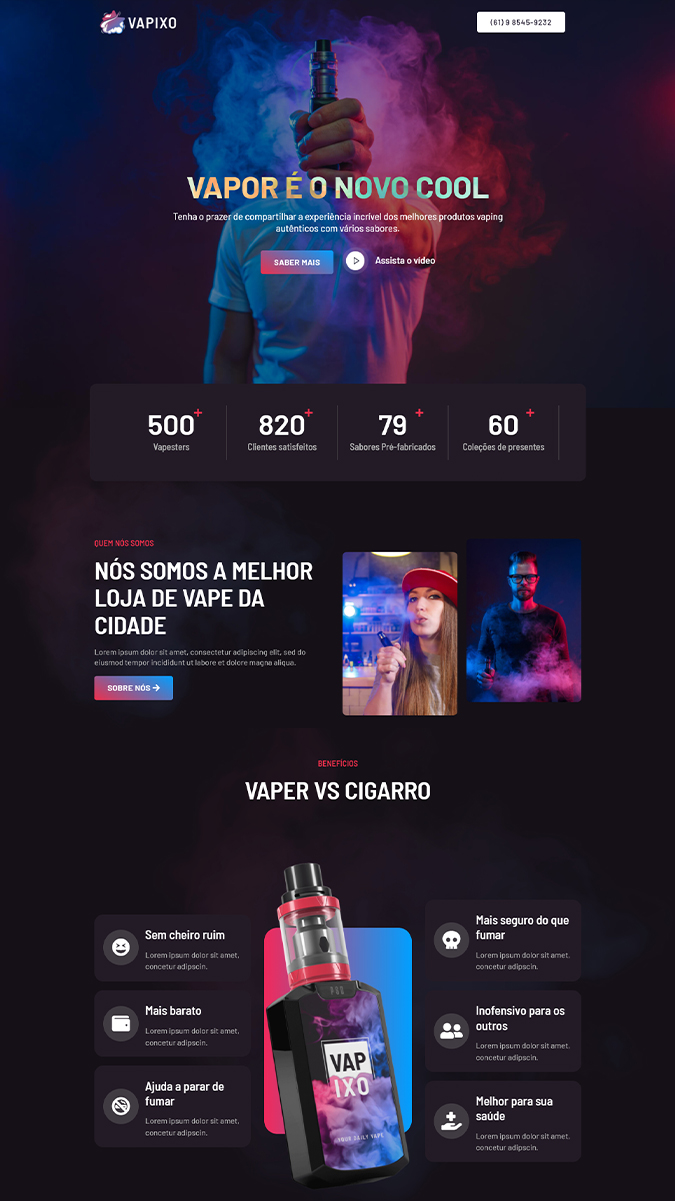 VAPIXO
(61) 9 8545-9232
VAPOR É O NOVO COOL
Tenha o prazer de compartilhar a experiência incrível dos melhores produtos vaping
autênticos com vários sabores.
SABER MAIS
Assista o vídeo
500+
Vapesters
820+
Clientes satisfeitos
79+
Sabores Pré-fabricados
60+
Coleções de presentes
QUEM NÓS SOMOS
NÓS SOMOS A MELHOR
LOJA DE VAPE DA
CIDADE
Lorem ipsum dolor sit amet, consectetur adipiscing elit, sed do
eiusmod tempor incididunt ut labore et dolore magna aliqua.
SOBRE NÓS →
BENEFÍCIOS
VAPER VS CIGARRO
Sem cheiro ruim
Lorem ipsum dolor sit amet,
concetur adipscin.
Mais barato
Lorem ipsum dolor sit amet,
concetur adipscin.
Ajuda a parar de
fumar
Lorem ipsum dolor sit amet,
concetur adipscin.
VAP
IXO
YOUR DAILY VAPE
Mais seguro do que
fumar
Lorem ipsum dolor sit amet,
concetur adipscin.
Inofensivo para os
outros
Lorem ipsum dolor sit amet,
concetur adipscin.
Melhor para sua
saúde
Lorem ipsum dolor sit amet,
concetur adipscin.